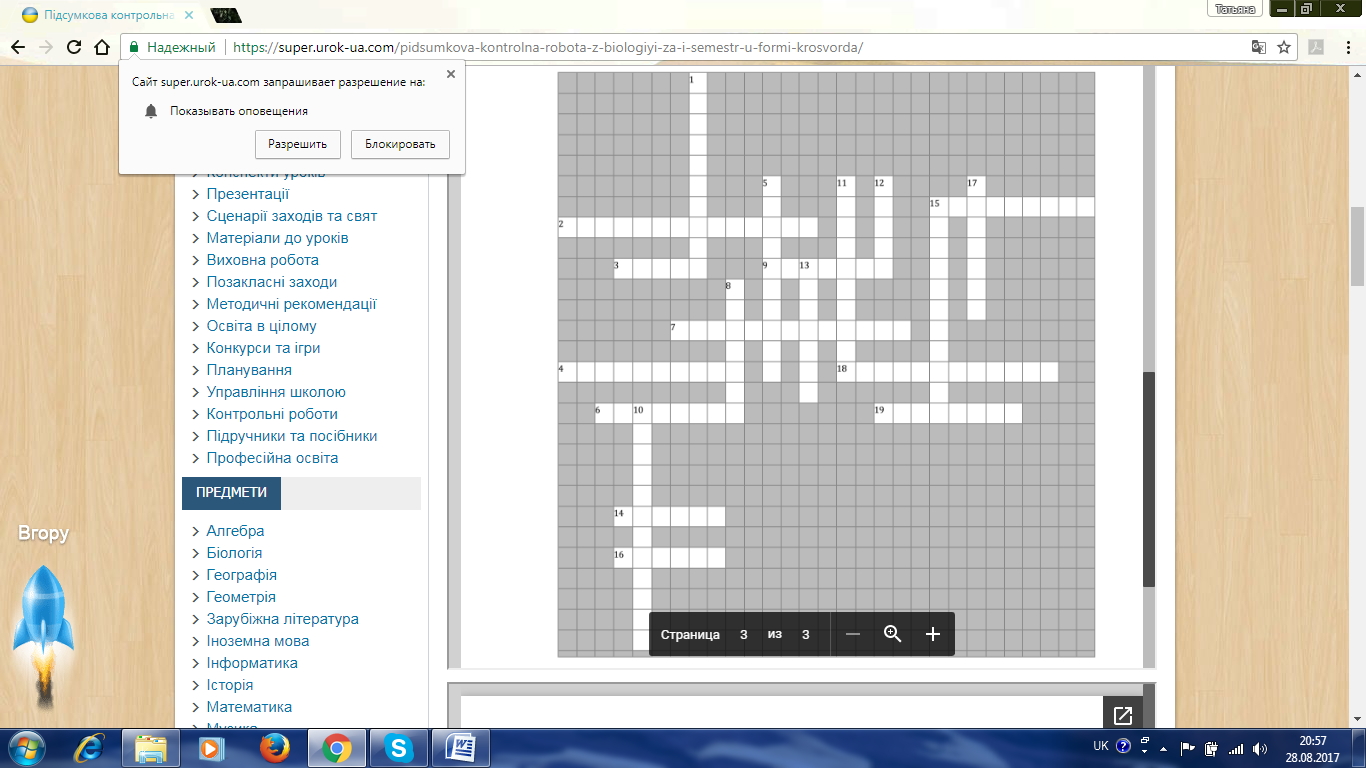 Підсумкова контрольна
Татьяна
Надежный
https://super.urok-ua.com/pidsumkova-kontrolna-robota-z-biologiyi-za-i-semestr-u-formi-krosvorda/
Сайт super.urok-ua.com запрашивает разрешение на:
Показывать оповещения
Разрешить Блокировать
Конспекти уроків
Презентації
Сценарії заходів та свят
Матеріали до уроків
Виховна робота
Позакласні заходи
Методичні рекомендації
Освіта в цілому
Конкурси та ігри
Планування
Управління школою
Контрольні роботи
Підручники та посібники
Професійна освіта
ПРЕДМЕТИ
Алгебра
Біологія
Географія
Геометрія
Зарубіжна література
Іноземна мова
Інформатика
Історія
Математика
Музика
Вгору
1
5 11 12 17
15
2
3 9 13
8
7
4 18
6 10 19
14
16
Страница 3 из 3
UK
20:57
28.08.2017